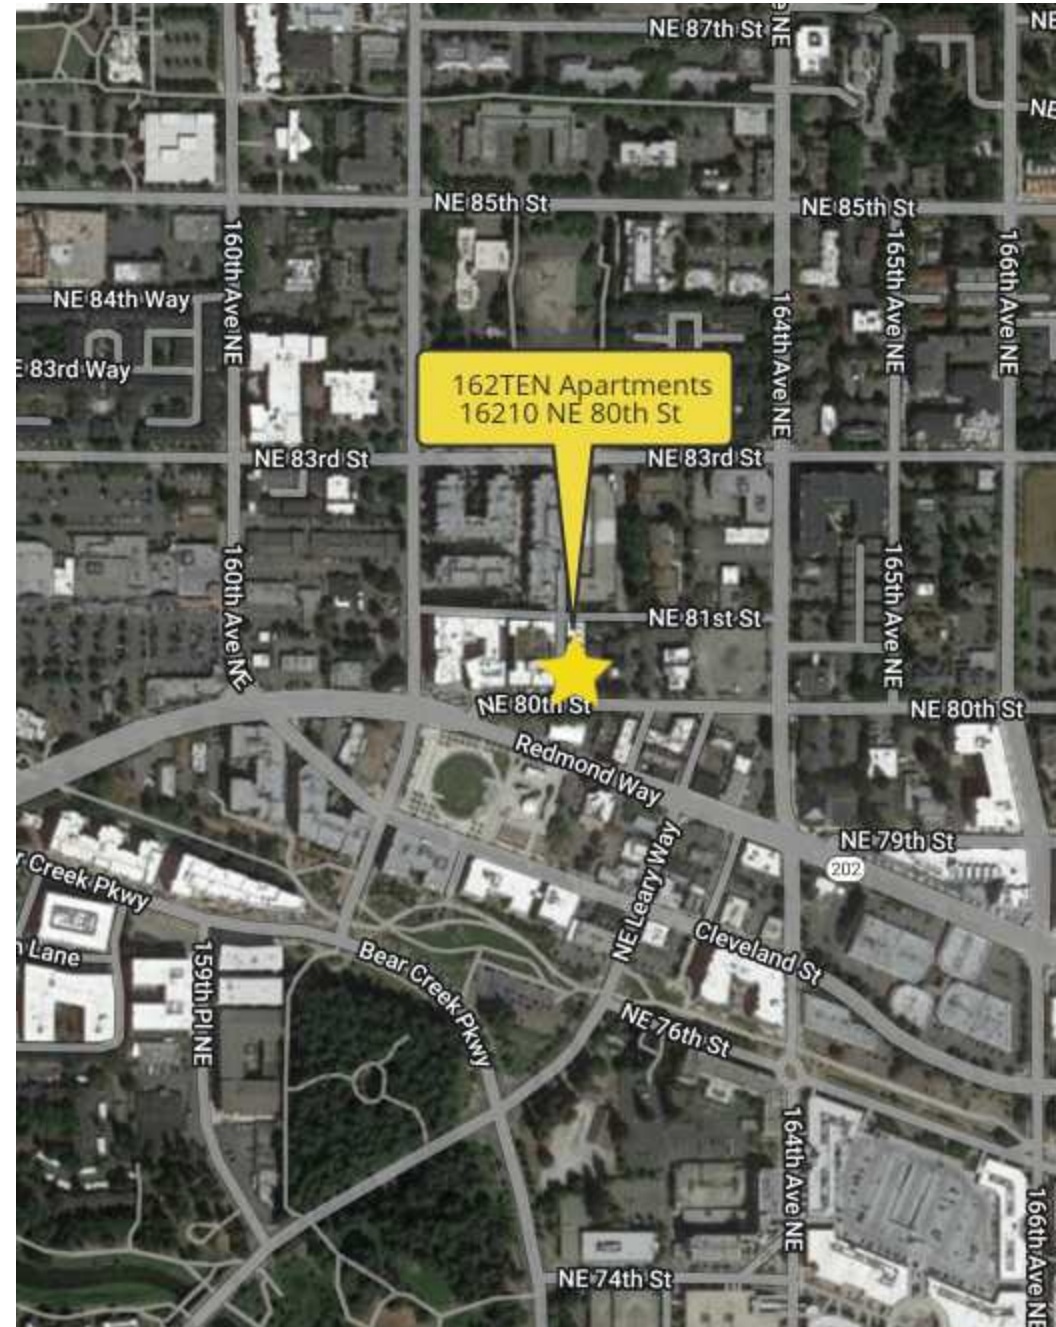 NE 87th St
e NE
NE
NE
NE 85th St
NE 85th St
160th Ave NE
165th Ave NE
166th Ave NE
NE 84th Way
164th Ave NE
E 83rd Way
162TEN Apartments
16210 NE 80th St
NE 83rd St
NE 83rd St
160th Ave NE
165th Ave NE
NE 81st St
NE 80th St
NE 80th St
Redmond Way
NE 79th St
202
r Creek Pkwy
NE Leary Way
n Lane
159th Pl NE
Bear Creek Pkwy
Cleveland St
NE 76th St
164th Ave NE
166th Ave NE
NE 74th St